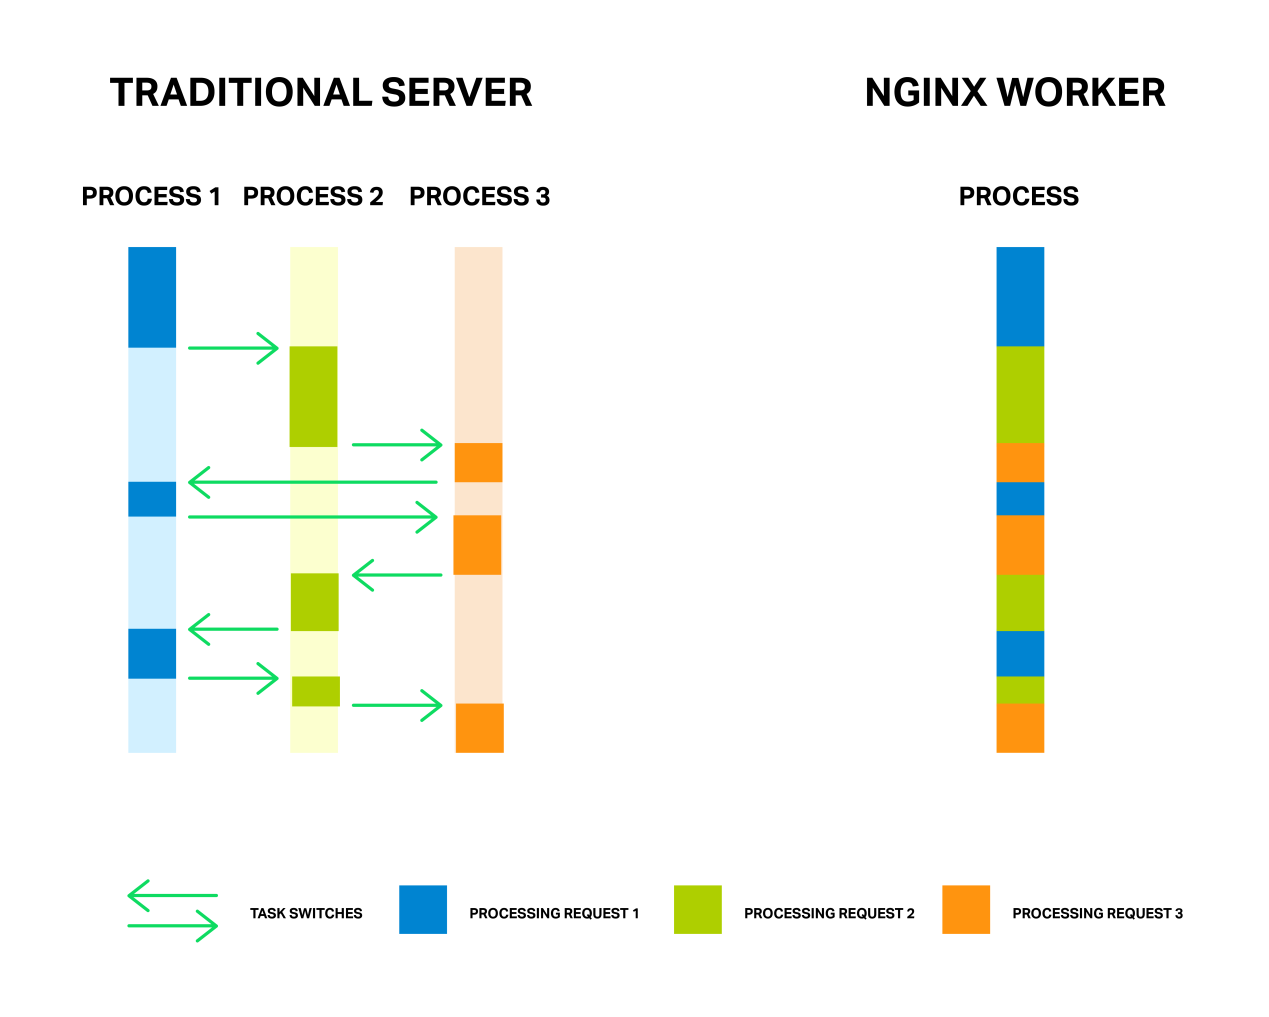 TRADITIONAL SERVER
NGINX WORKER
PROCESS 1
PROCESS 2
PROCESS 3
PROCESS
TASK SWITCHES
PROCESSING REQUEST 1
PROCESSING REQUEST 2
PROCESSING REQUEST 3